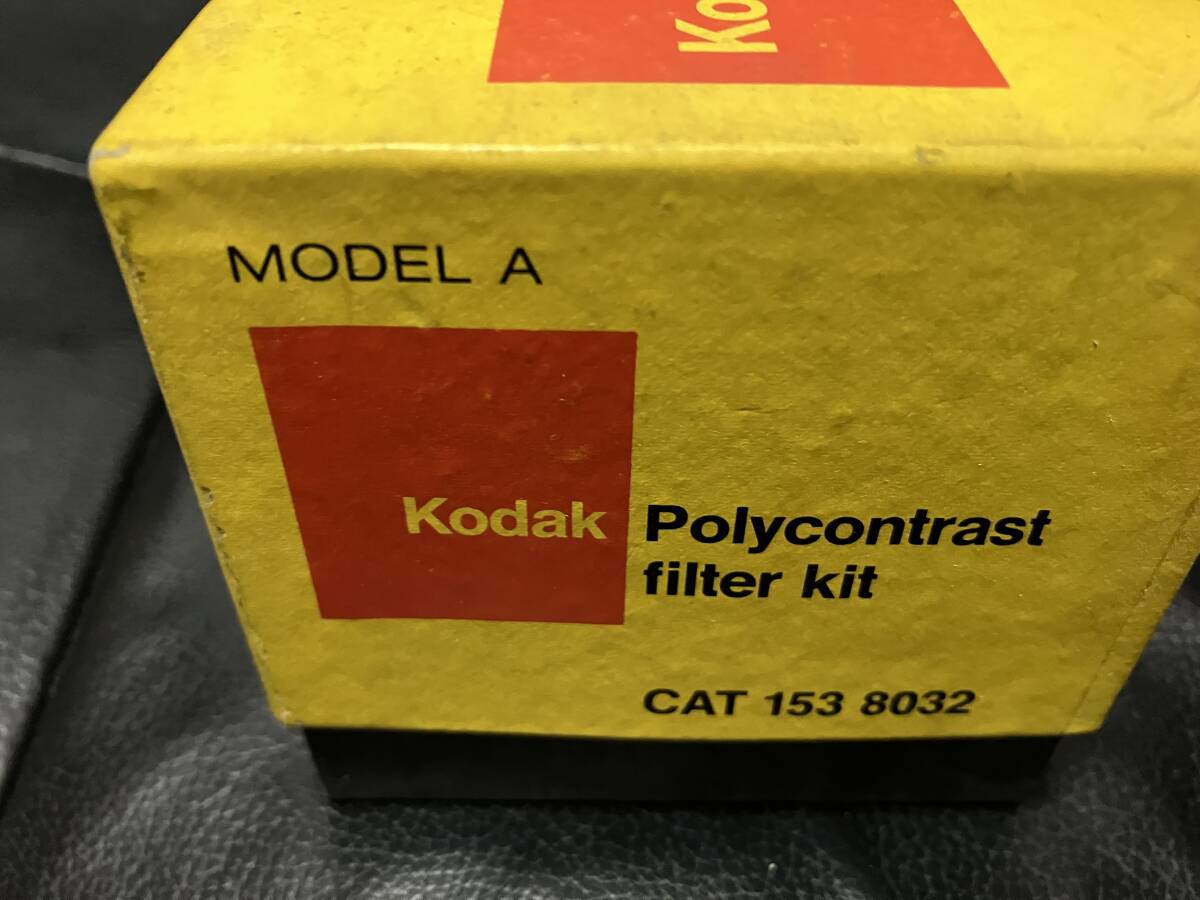 MODEL A
Kodak Polycontrast
filter kit
CAT 153 8032